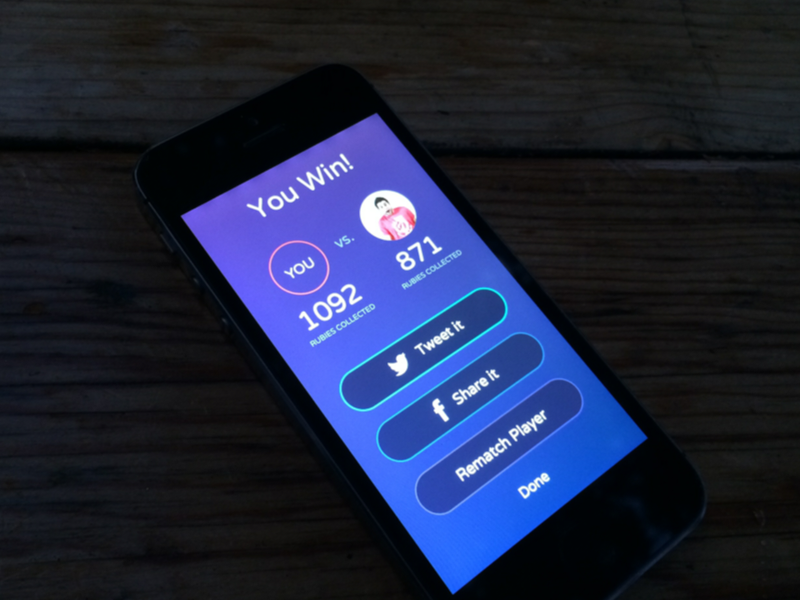 You Win!
YOU
vs.
1092
RUBIES COLLECTED
871
RUBIES COLLECTED
Tweet it
Share it
Rematch Player
Done